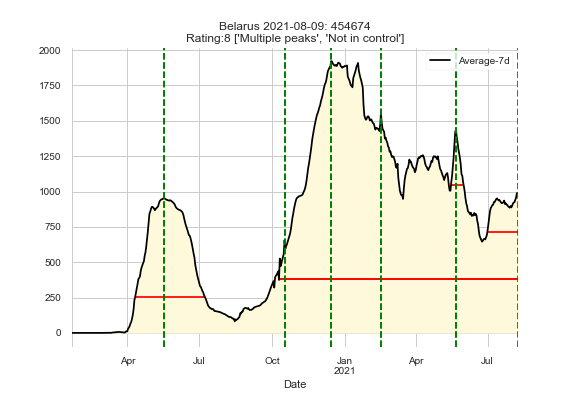 Belarus 2021-08-09: 454674
Rating:8 ['Multiple peaks', 'Not in control']
Average-7d
2000
1750
1500
1250
1000
750
500
250
0
Apr
Jul
Oct
Jan
2021
Apr
Jul
Date